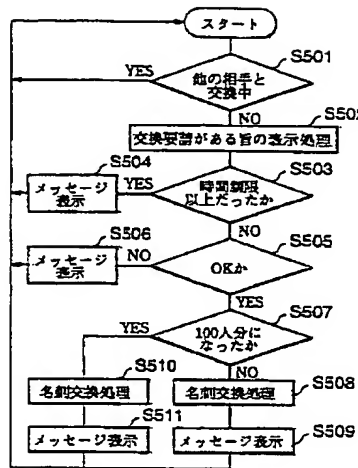 スタート
S501
YES
他の相手と
交換中
NO
S502
交換要請がある旨の表示処理
S504
S503
メッセージ
表示
YES
時間制限
以上だったか
S506
NO
S505
メッセージ
表示
NO
OKか
YES
S507
YES
100人分に
なったか
S510
NO
S508
名刺交換処理
名刺交換処理
S511
S509
メッセージ表示
メッセージ表示